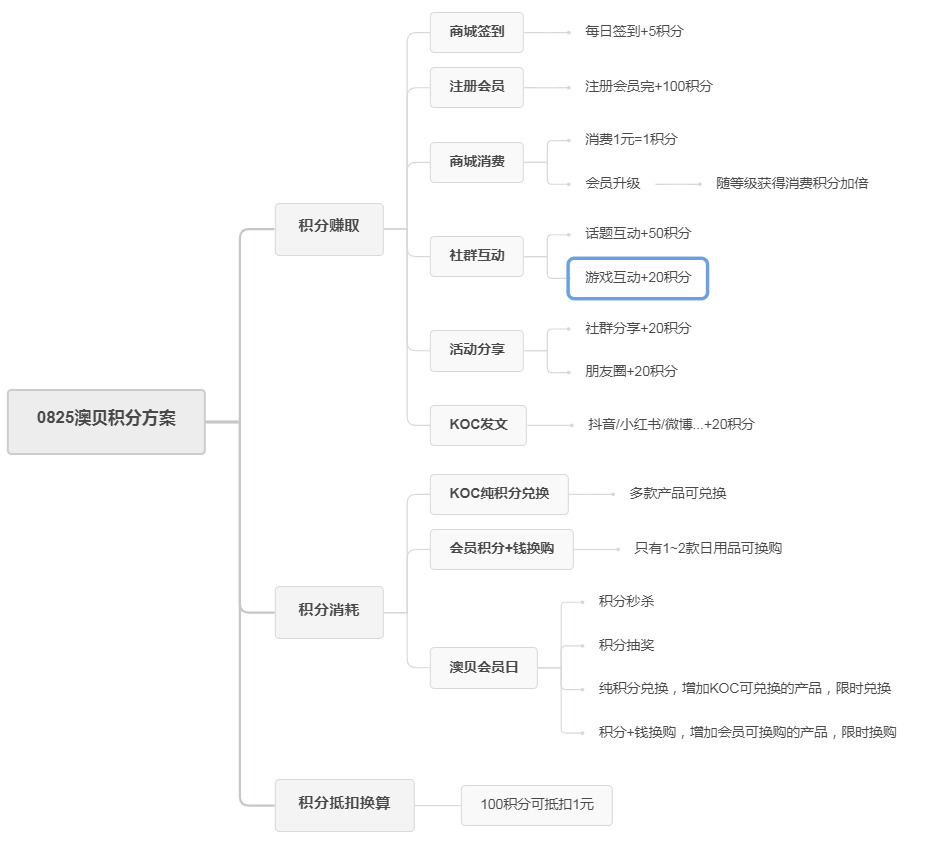 0825澳贝积分方案
积分赚取
商城签到
每日签到+5积分
注册会员
注册会员完+100积分
商城消费
消费1元=1积分
会员升级
随等级获得消费积分加倍
社群互动
话题互动+50积分
游戏互动+20积分
活动分享
社群分享+20积分
朋友圈+20积分
KOC发文
抖音/小红书/微博...+20积分
积分消耗
KOC纯积分兑换
多款产品可兑换
会员积分+钱换购
只有1~2款日用品可换购
澳贝会员日
积分秒杀
积分抽奖
纯积分兑换，增加KOC可兑换的产品，限时兑换
积分+钱换购，增加会员可换购的产品，限时换购
积分抵扣换算
100积分可抵扣1元